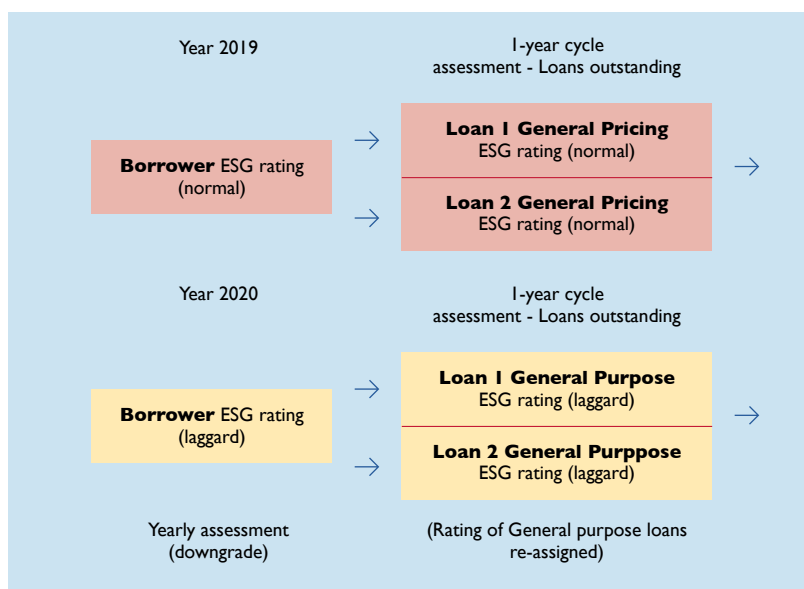 Year 2019
1-year cycle
assessment - Loans outstanding
Borrower ESG rating
(normal)
Loan 1 General Pricing
ESG rating (normal)
Loan 2 General Pricing
ESG rating (normal)
Year 2020
1-year cycle
assessment - Loans outstanding
Borrower ESG rating
(laggard)
Loan 1 General Purpose
ESG rating (laggard)
Loan 2 General Purppose
ESG rating (laggard)
Yearly assessment
(downgrade)
(Rating of General purpose loans
re-assigned)